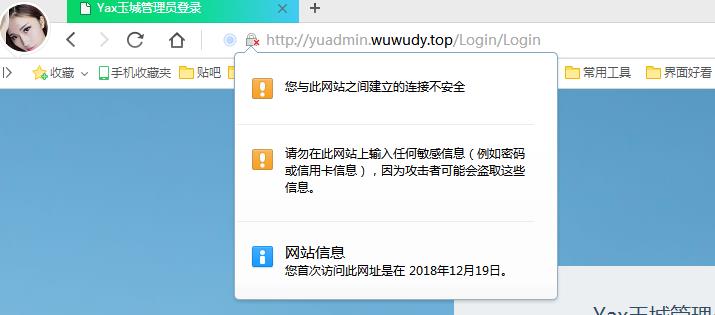 Yax玉城管理员登录
http://yuadmin.wuwudy.top/Login/Login
收藏 手机收藏夹 贴吧 常用工具 界面好看
您与此网站之间建立的连接不安全
请勿在此网站上输入任何敏感信息（例如密码
或信用卡信息），因为攻击者可能会盗取这些
信息。
网站信息
您首次访问此网址是在 2018年12月19日。
Yax玉城管理